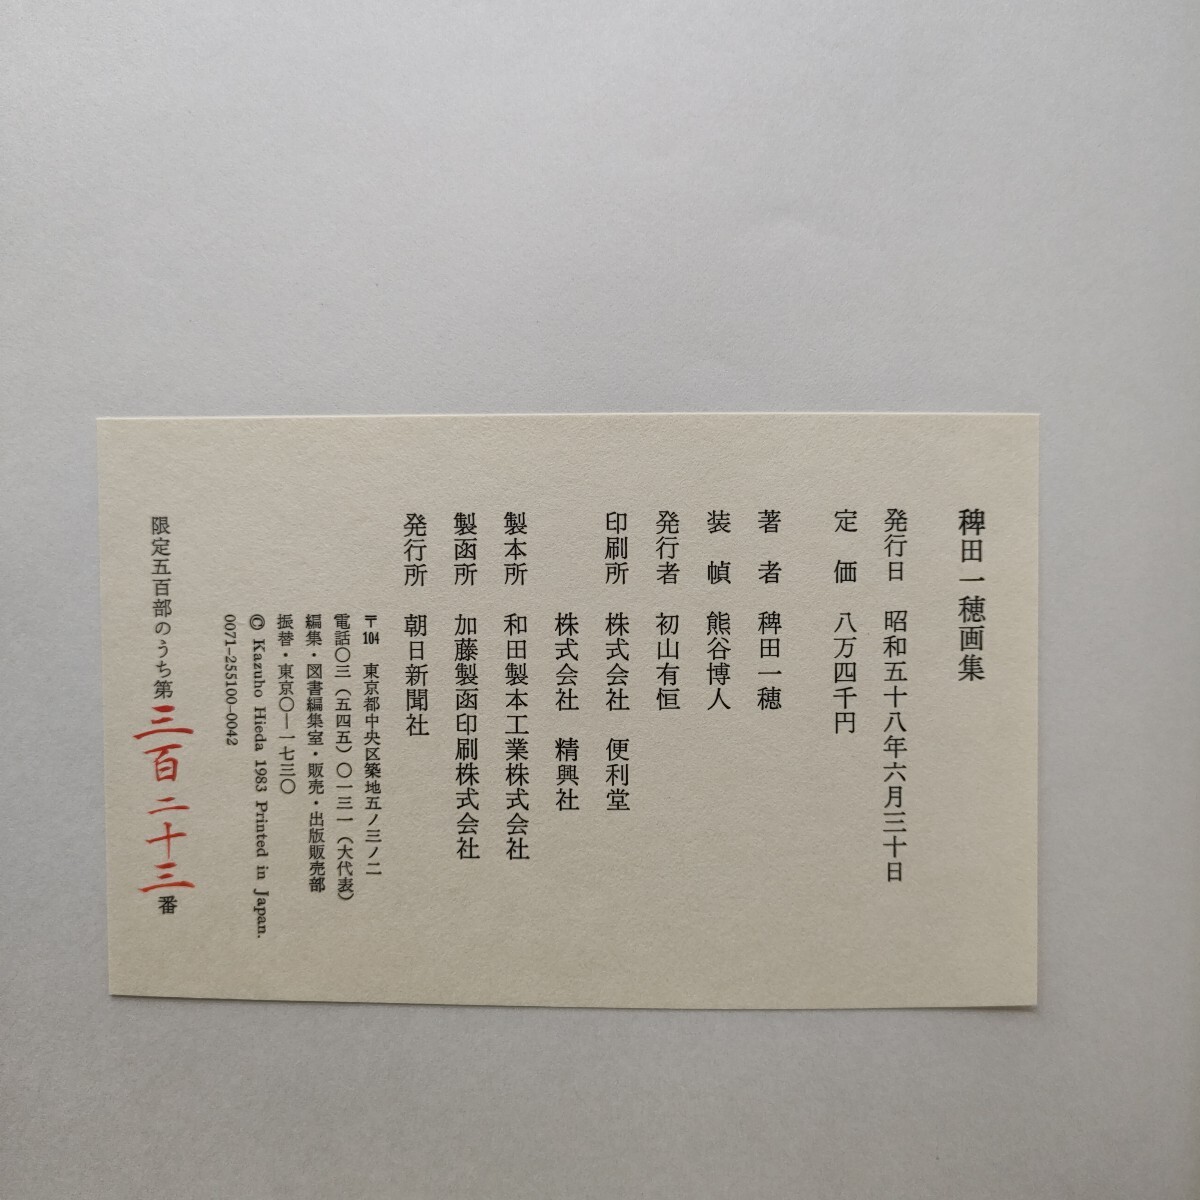 稗田一穂画集
発行日 昭和五十八年六月三十日
定価 八万四千円
著者 稗田一穂
装幀 熊谷博人
発行者 初山有恒
印刷所 株式会社 便利堂
株式会社 精興社
製本所 和田製本工業株式会社
製函所 加藤製函印刷株式会社
発行所 朝日新聞社
〒104 東京都中央区築地五ノ三ノ二
電話〇三(五四五)〇一三一(大代表)
編集・図書編集室・販売・出版販売部
振替・東京〇―一七三〇
© Kazuho Hieda 1983 Printed in Japan.
0071-255100-0042
限定五百部のうち第三百二十三番